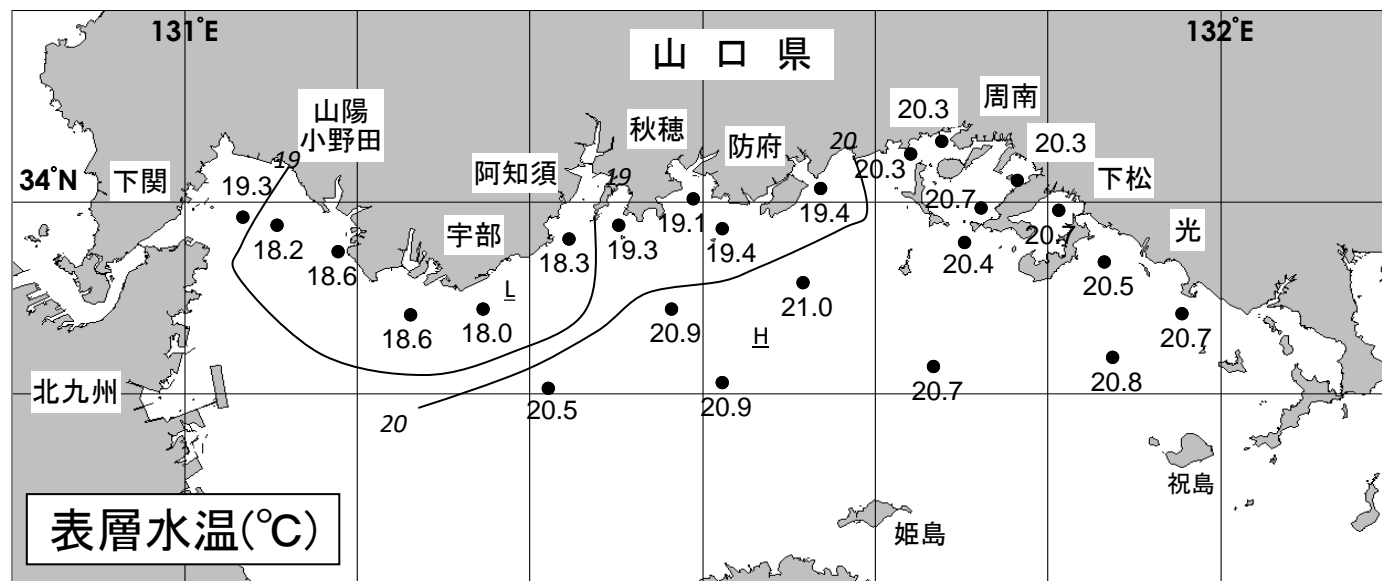 131°E
132°E
山 口 県
20.3
周南
山陽
小野田
秋穂
防府
20
20.3
20.3
19
阿知須
19
34°N
下関
下松
19.3
19.1
19.4
20.7
宇部
20.7
光
18.2
18.3
19.3
19.4
20.4
18.6
L
20.5
21.0
18.6
18.0
20.9
H
20.7
北九州
20.5
20.9
20.7
20.8
20
祝島
表層水温(℃)
姫島